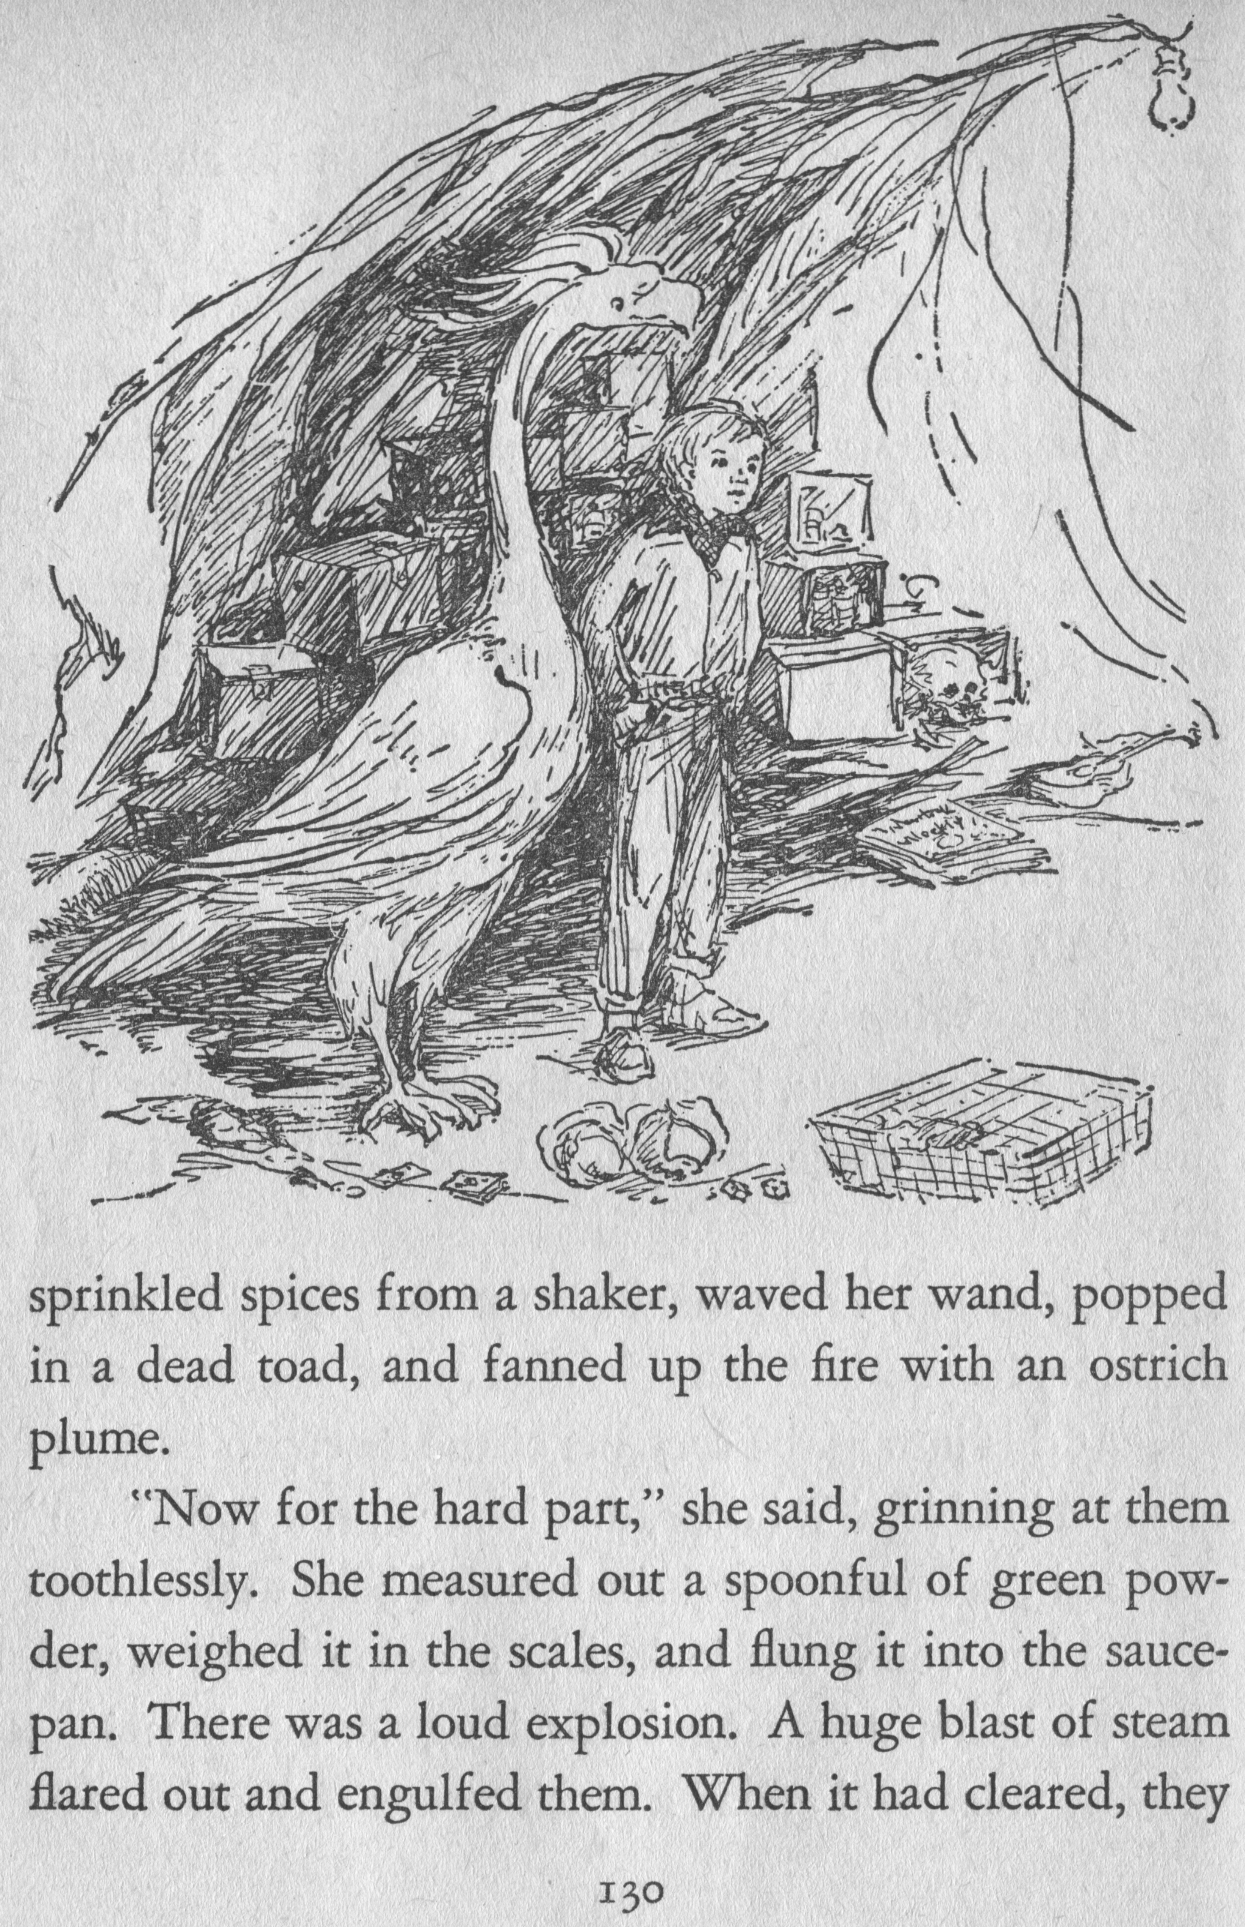 sprinkled spices from a shaker, waved her wand, popped
in a dead toad, and fanned up the fire with an ostrich
plume.
"Now for the hard part," she said, grinning at them
toothlessly. She measured out a spoonful of green pow-
der, weighed it in the scales, and flung it into the sauce-
pan. There was a loud explosion. A huge blast of steam
flared out and engulfed them. When it had cleared, they
130